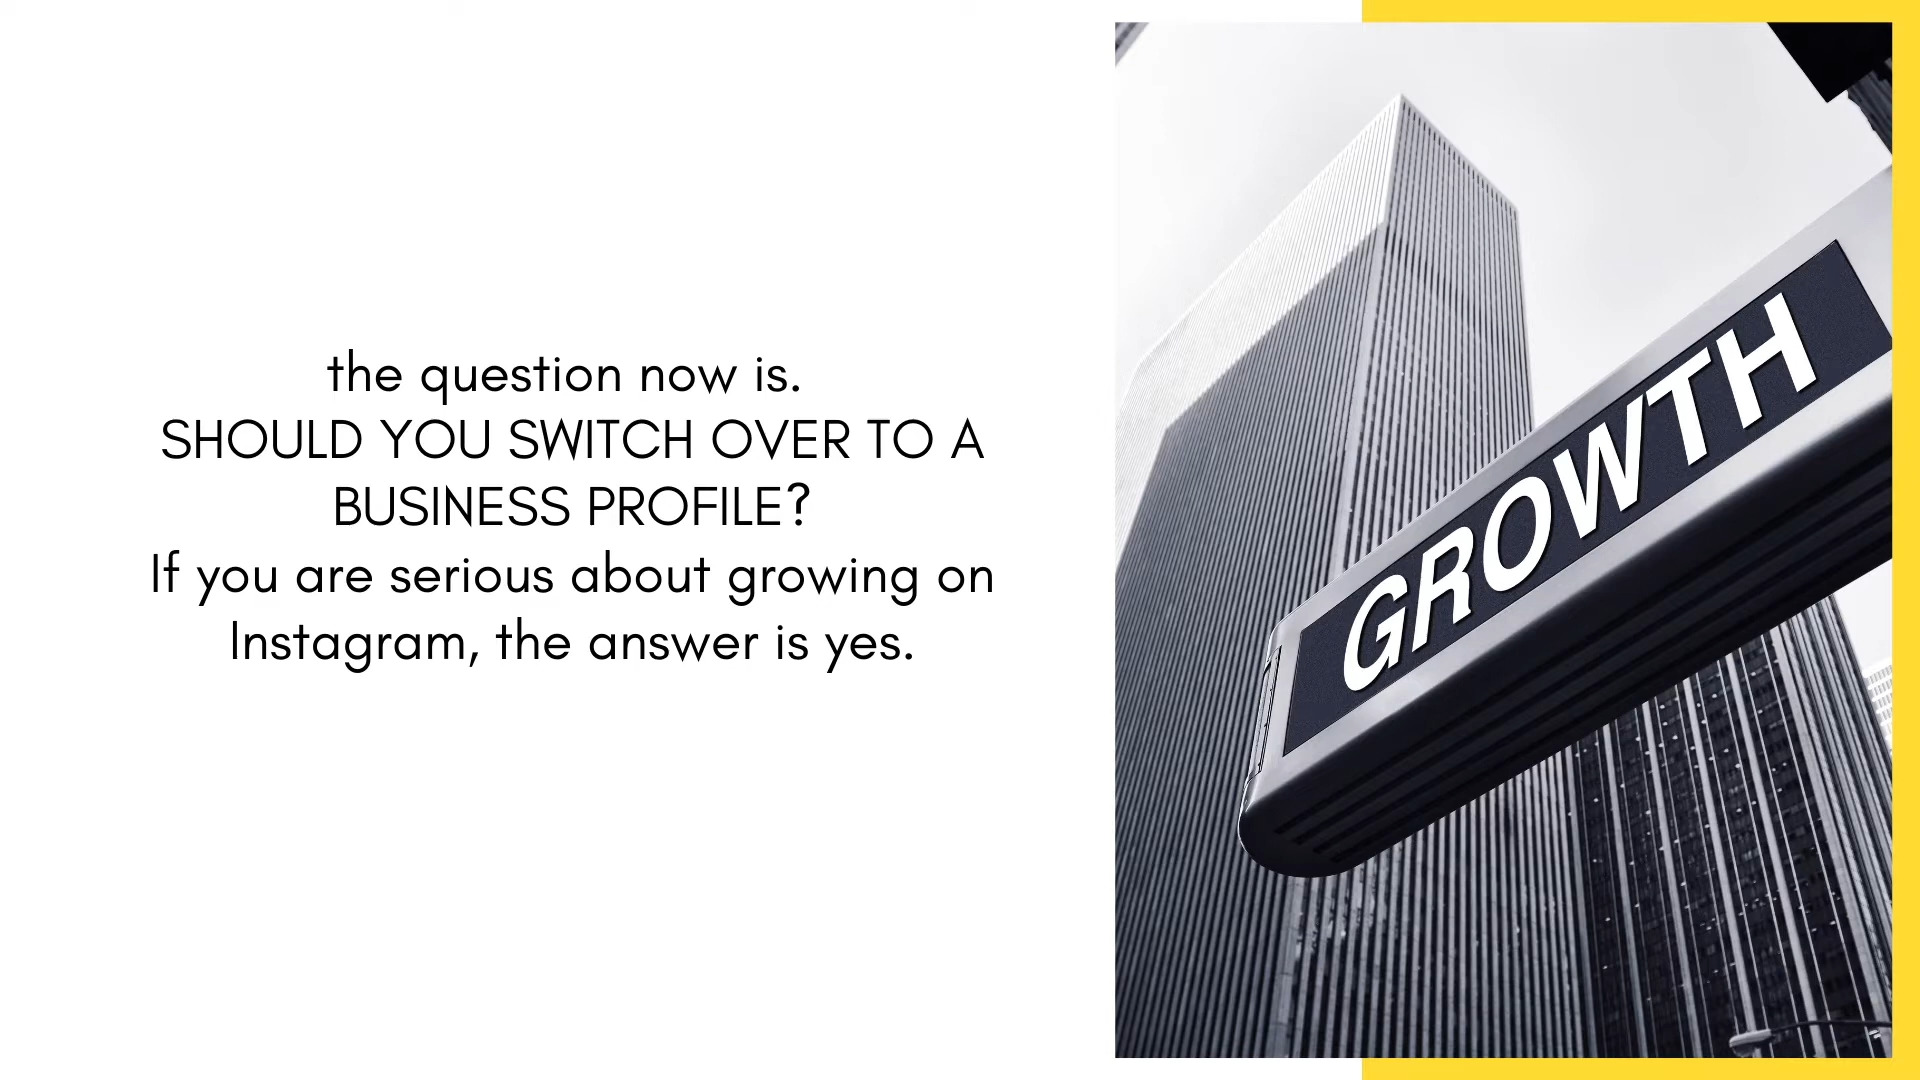 the question now is.
SHOULD YOU SWITCH OVER TO A
BUSINESS PROFILE?
If you are serious about growing on
Instagram, the answer is yes.
GROWTH